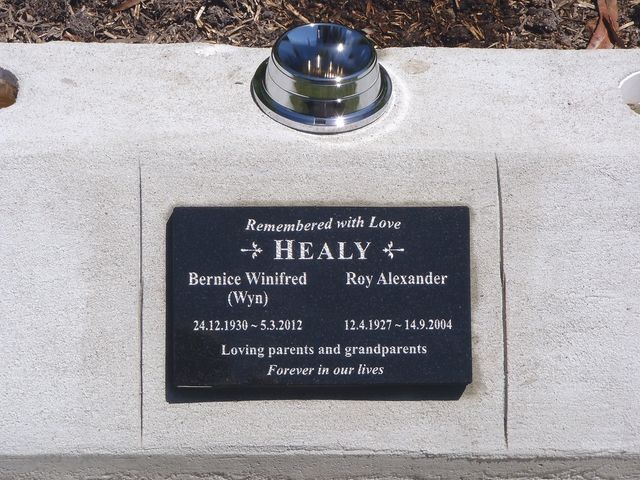 Remembered with Love
HEALY
Bernice Winifred
(Wyn)
24.12.1930 ~ 5.3.2012
Roy Alexander
12.4.1927 ~ 14.9.2004
Loving parents and grandparents
Forever in our lives